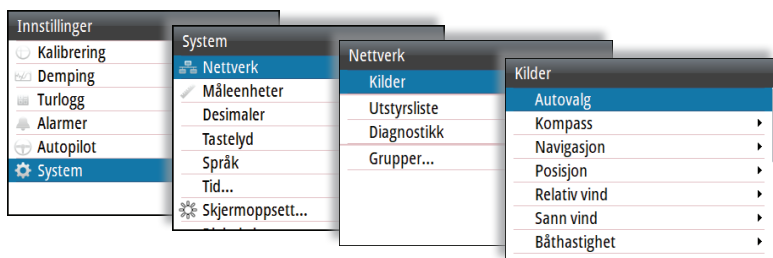 Innstillinger
Kalibrering
Demping
Turlogg
Alarmer
Autopilot
System
System
Nettverk
Måleenheter
Desimaler
Tastelyd
Språk
Tid...
Skjermoppsett...
Nettverk
Kilder
Utstyrsliste
Diagnostikk
Grupper...
Kilder
Autovalg
Kompass
Navigasjon
Posisjon
Relativ vind
Sann vind
Båthastighet